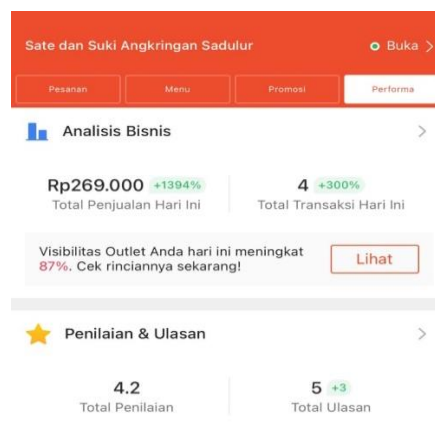 Sate dan Suki Angkringan Sadulur Buka
Pesanan Menu Promosi Performa
Analisis Bisnis
Rp269.000 +1394% 4 +300%
Total Penjualan Hari Ini Total Transaksi Hari Ini
Visibilitas Outlet Anda hari ini meningkat
87%. Cek rinciannya sekarang! Lihat
Penilaian & Ulasan
4.2 5 +3
Total Penilaian Total Ulasan